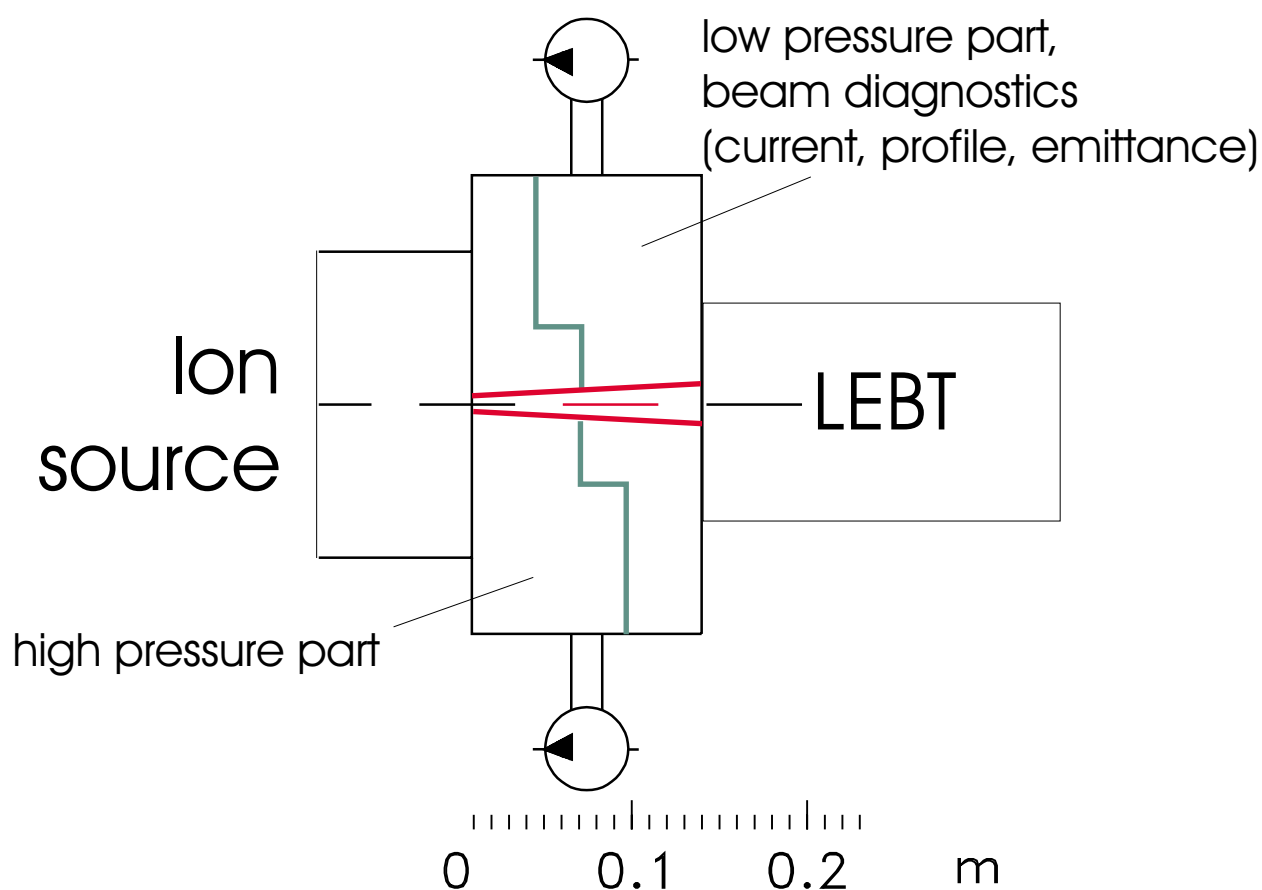 low pressure part,
beam diagnostics
(current, profile, emittance)
Ion
source
LEBT
high pressure part
0 0.1 0.2 m